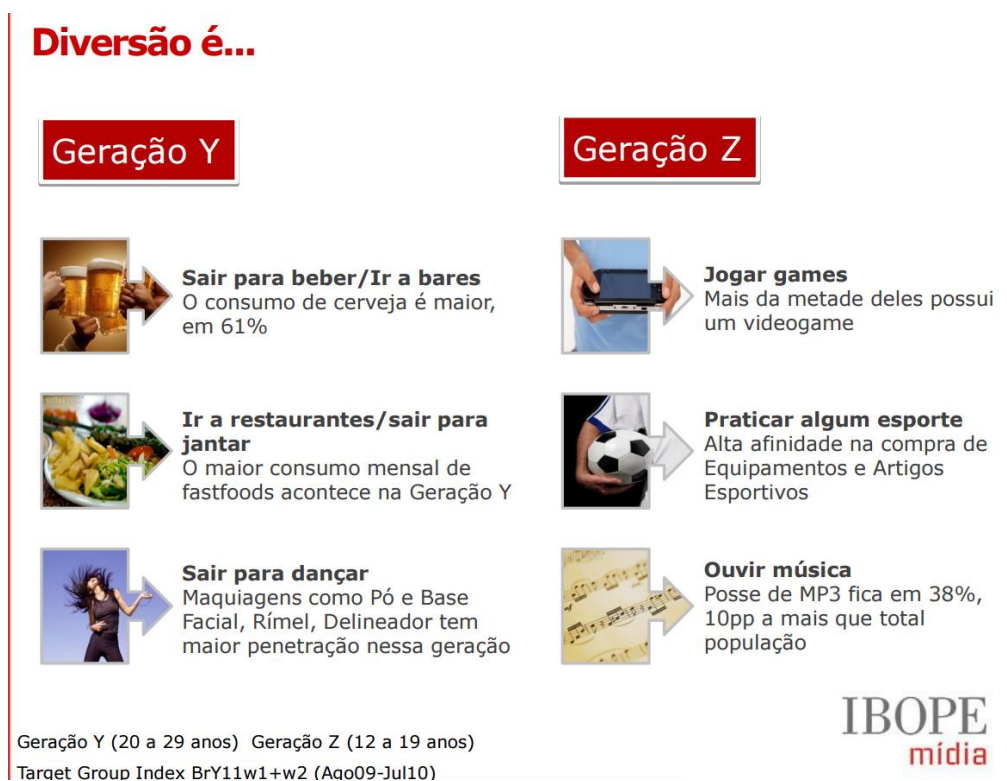 Diversão é...
Geração Y
Sair para beber/Ir a bares
O consumo de cerveja é maior,
em 61%
Ir a restaurantes/sair para
jantar
O maior consumo mensal de
fastfoods acontece na Geração Y
Sair para dançar
Maquiagens como Pó e Base
Facial, Rímel, Delineador tem
maior penetração nessa geração
Geração Z
Jogar games
Mais da metade deles possui
um videogame
Praticar algum esporte
Alta afinidade na compra de
Equipamentos e Artigos
Esportivos
Ouvir música
Posse de MP3 fica em 38%,
10pp a mais que total
população
Geração Y (20 a 29 anos) Geração Z (12 a 19 anos)
Target Group Index BrY11w1+w2 (Ago09-Jul10)
IBOPE
mídia